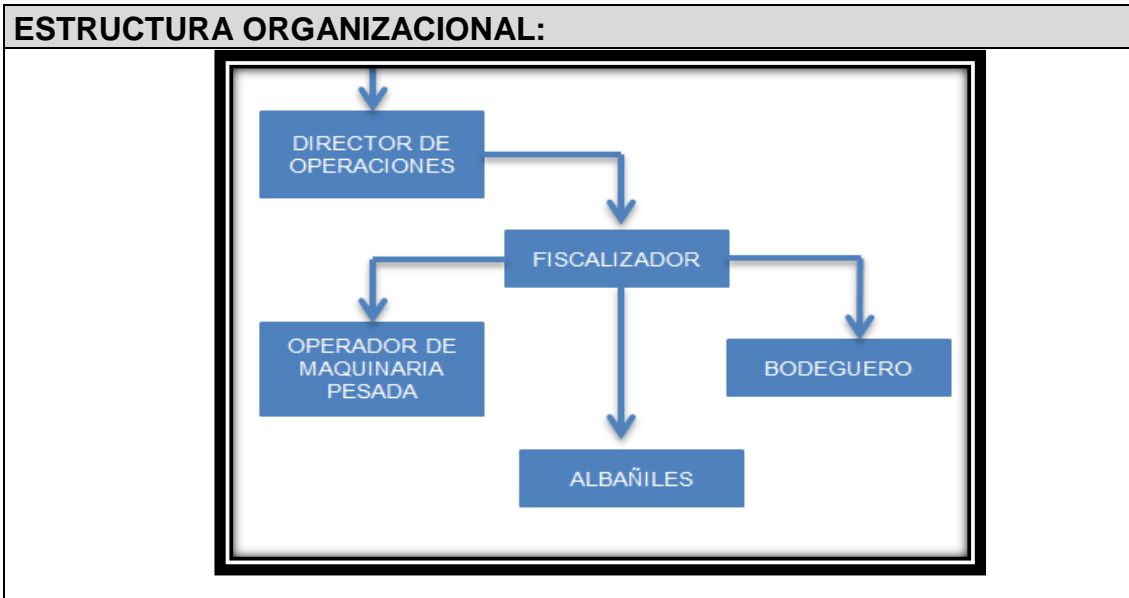 ESTRUCTURA ORGANIZACIONAL:
DIRECTOR DE
OPERACIONES
FISCALIZADOR
OPERADOR DE
MAQUINARIA
PESADA
BODEGUERO
ALBAÑILES